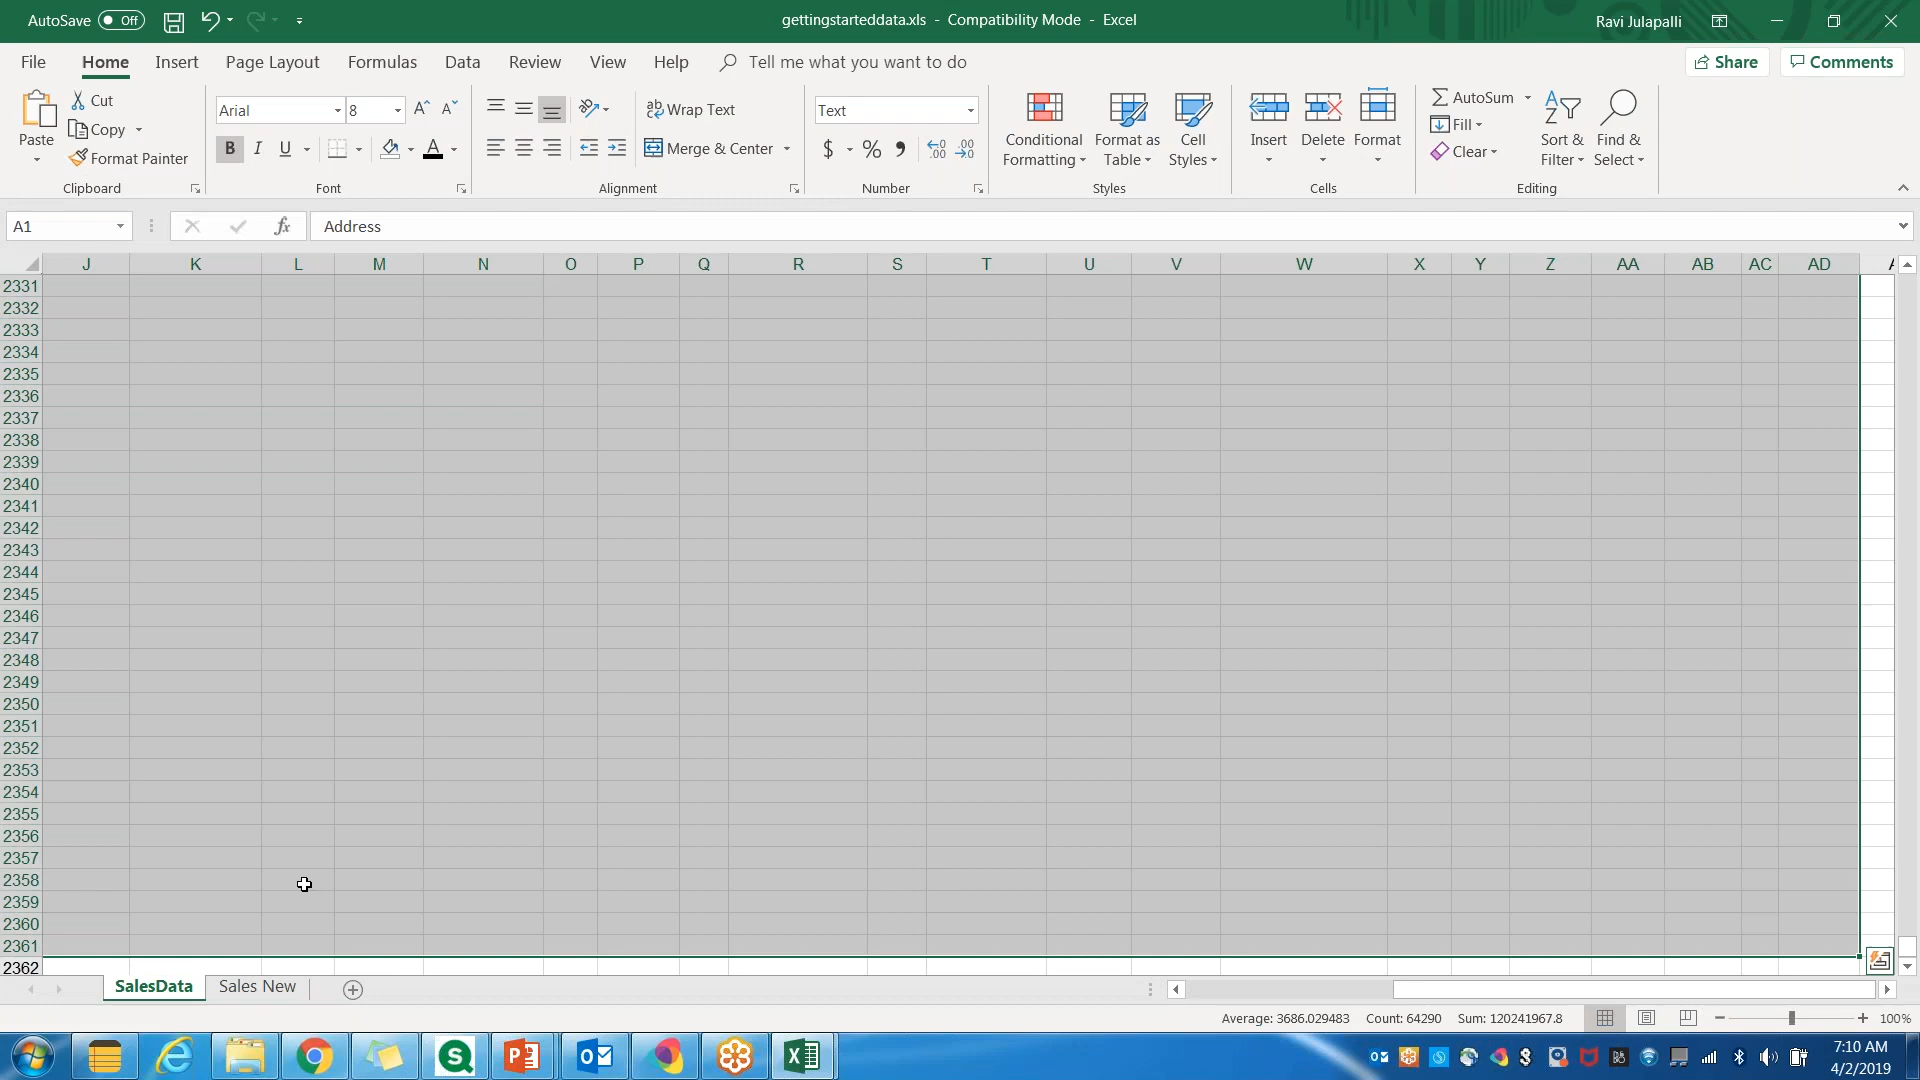 AutoSave Off gettingstarteddata.xls - Compatibility Mode - Excel Ravi Julapalli
File Home Insert Page Layout Formulas Data Review View Help Tell me what you want to do Share Comments
Paste Cut Copy Format Painter Clipboard
Arial 8 B I U A Font
Wrap Text Merge & Center Alignment
Text $ % Number
Conditional Formatting Format as Table Cell Styles Styles
Insert Delete Format Cells
AutoSum Fill Clear Sort & Filter Find & Select Editing
A1 fx Address
J K L M N O P Q R S T U V W X Y Z AA AB AC AD
2331
2332
2333
2334
2335
2336
2337
2338
2339
2340
2341
2342
2343
2344
2345
2346
2347
2348
2349
2350
2351
2352
2353
2354
2355
2356
2357
2358
2359
2360
2361
2362
SalesData Sales New
Average: 3686.029483 Count: 64290 Sum: 120241967.8 100%
7:10 AM
4/2/2019